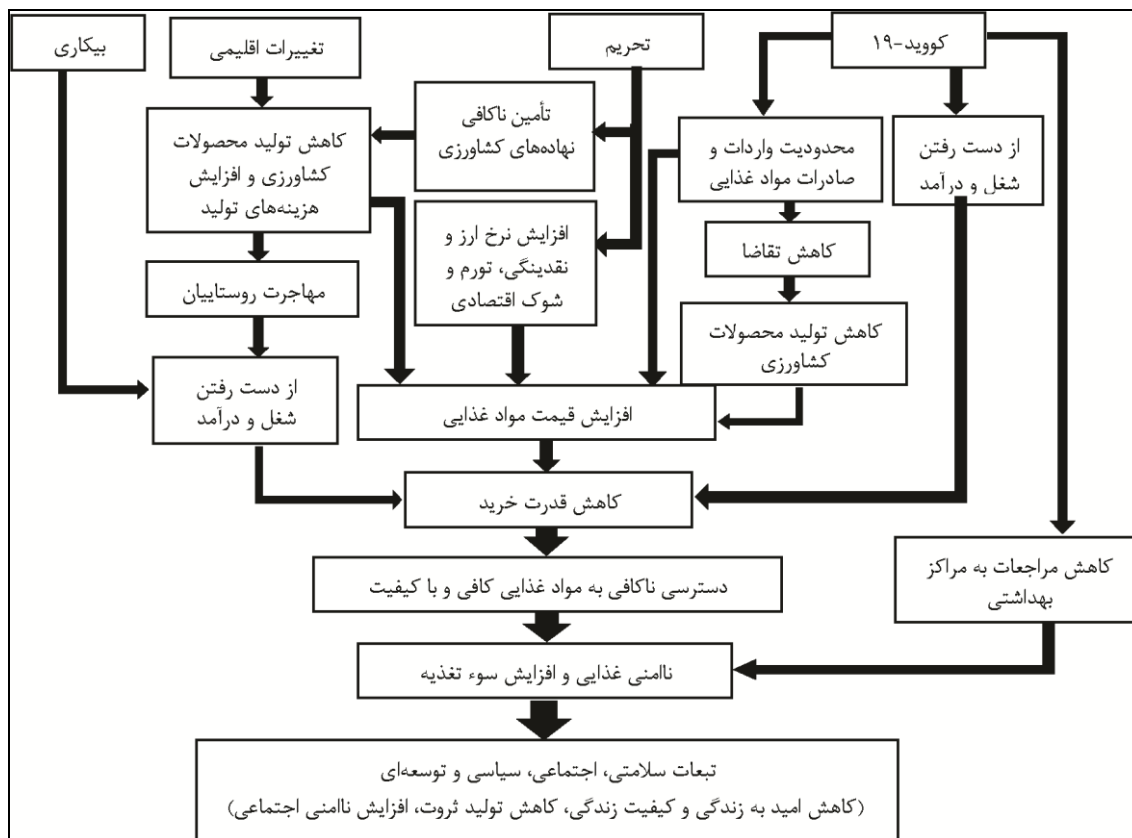 کووید-۱۹
تحریم
تغییرات اقلیمی
بیکاری
از دست رفتن
شغل و درآمد
محدودیت واردات و
صادرات مواد غذایی
تأمین ناکافی
نهاده‌های کشاورزی
کاهش تولید محصولات
کشاورزی و افزایش
هزینه‌های تولید
کاهش تقاضا
افزایش نرخ ارز و
نقدینگی، تورم و
شوک اقتصادی
مهاجرت روستاییان
کاهش تولید محصولات
کشاورزی
از دست رفتن
شغل و درآمد
افزایش قیمت مواد غذایی
کاهش قدرت خرید
کاهش مراجعات به مراکز
بهداشتی
دسترسی ناکافی به مواد غذایی کافی و با کیفیت
ناامنی غذایی و افزایش سوء تغذیه
تبعات سلامتی، اجتماعی، سیاسی و توسعه‌ای
(کاهش امید به زندگی و کیفیت زندگی، کاهش تولید ثروت، افزایش ناامنی اجتماعی)